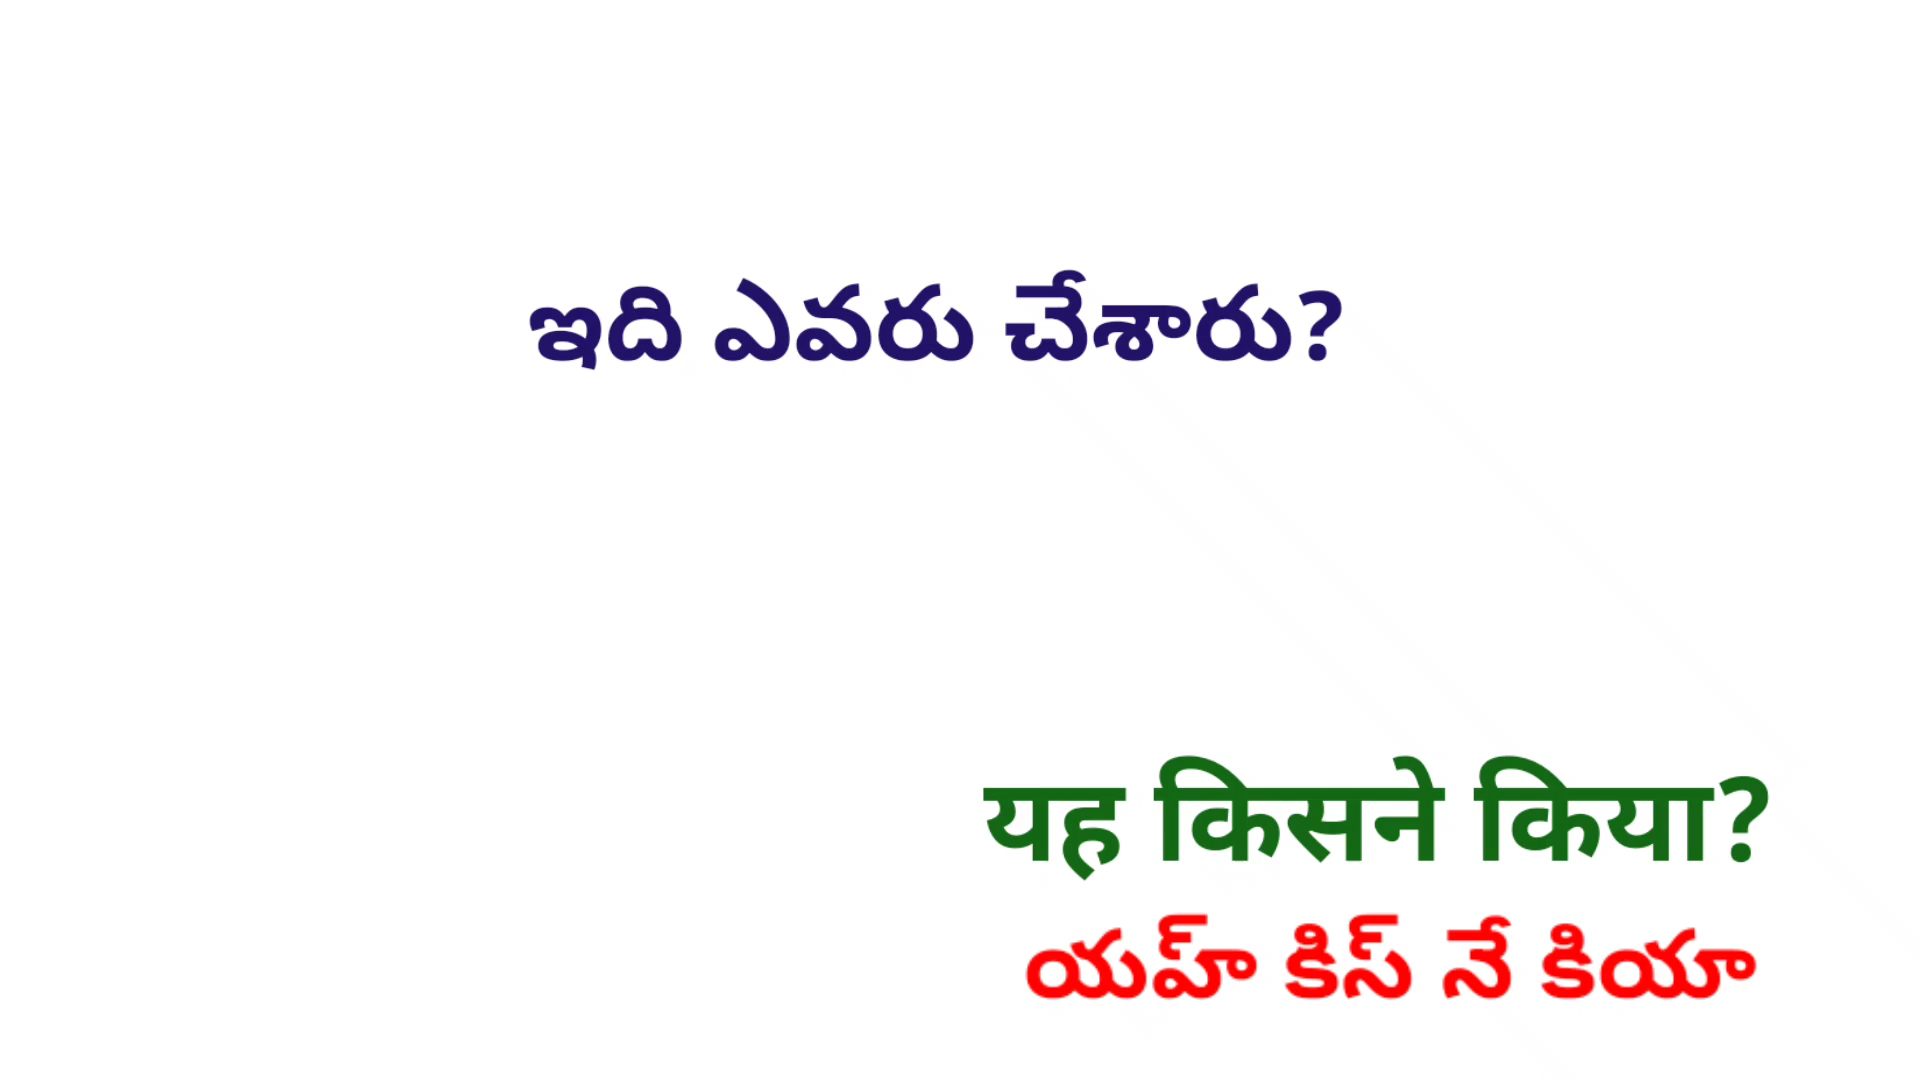 ఇది ఎవరు చేశారు?
यह किसने किया?
యహ్ కిస్ నే కియా